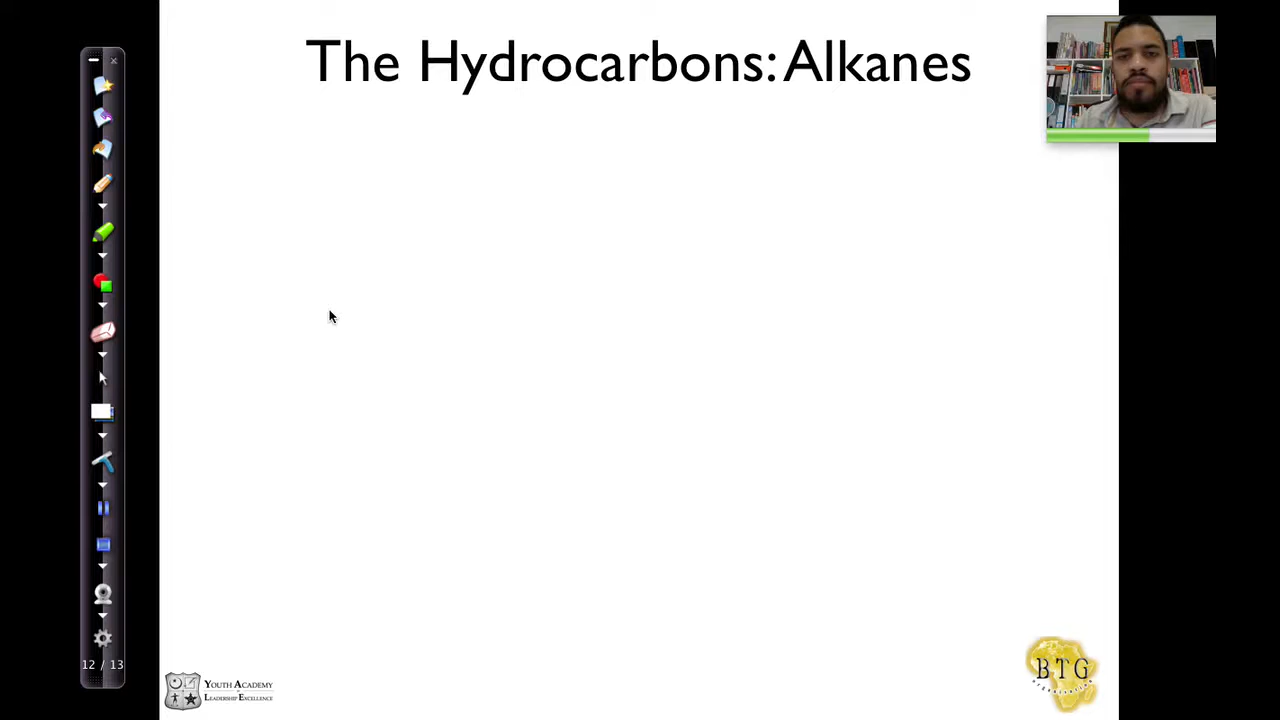 The Hydrocarbons: Alkanes
12 / 13
YOUTH ACADEMY
LEADERSHIP EXCELLENCE
BTG